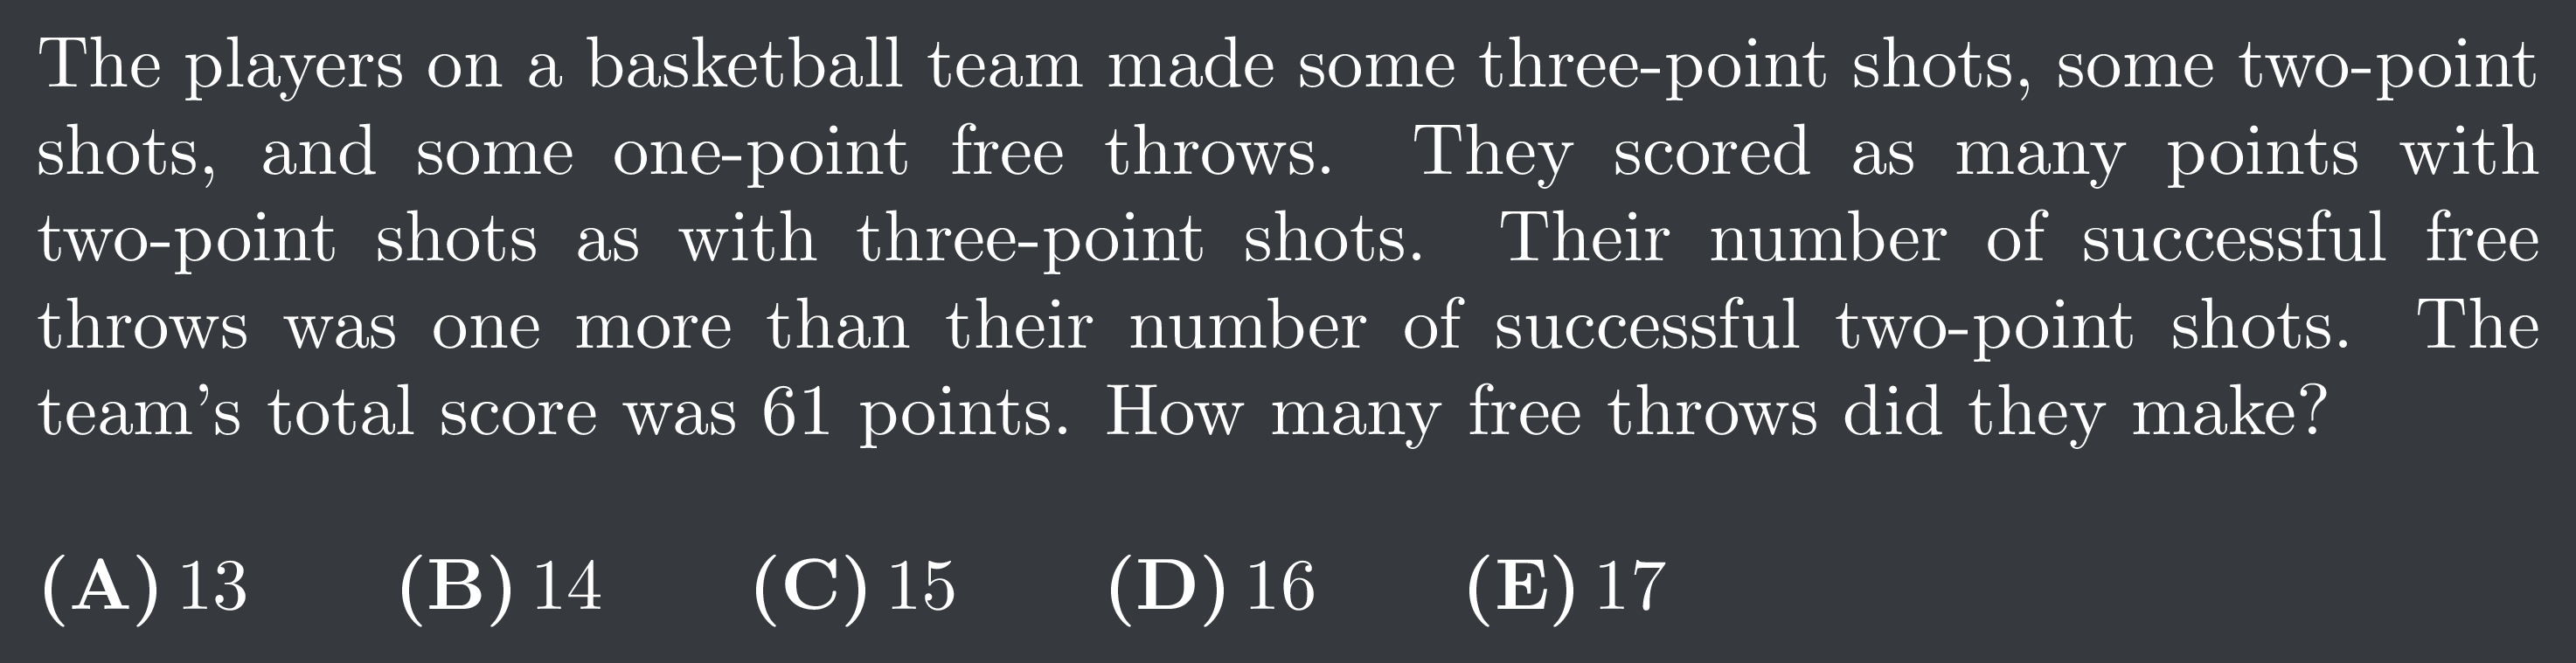 The players on a basketball team made some three-point shots, some two-point
shots, and some one-point free throws. They scored as many points with
two-point shots as with three-point shots. Their number of successful free
throws was one more than their number of successful two-point shots. The
team's total score was 61 points. How many free throws did they make?
(A) 13 (B) 14 (C) 15 (D) 16 (E) 17